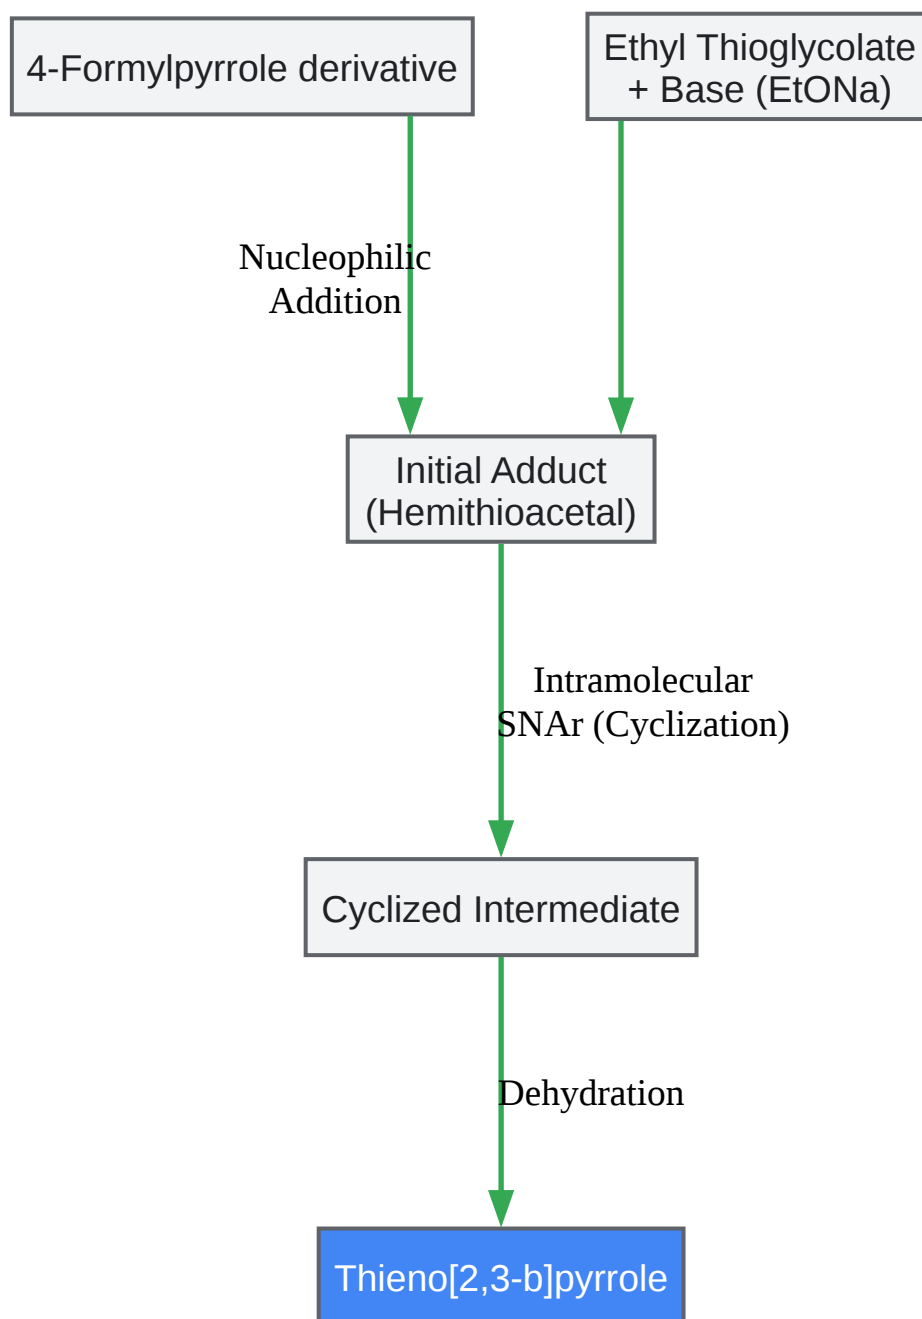 4-Formylpyrrole derivative
Ethyl Thioglycolate
+ Base (EtONa)
Nucleophilic
Addition
Initial Adduct
(Hemithioacetal)
Intramolecular
SNAr (Cyclization)
Cyclized Intermediate
Dehydration
Thieno[2,3-b]pyrrole